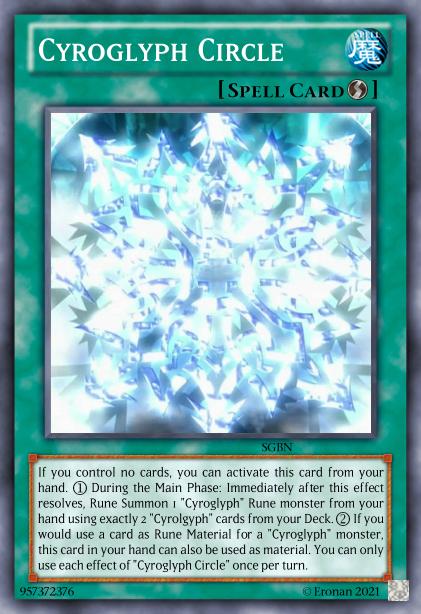 CYROGLYPH CIRCLE
SPELL
魔
[SPELL CARD]
SGBN
If you control no cards, you can activate this card from your
hand. ① During the Main Phase: Immediately after this effect
resolves, Rune Summon 1 "Cyroglyph" Rune monster from your
hand using exactly 2 "Cyrolgyph" cards from your Deck. ② If you
would use a card as Rune Material for a "Cyroglyph" monster,
this card in your hand can also be used as material. You can only
use each effect of "Cyroglyph Circle" once per turn.
957372376
© Eronan 2021